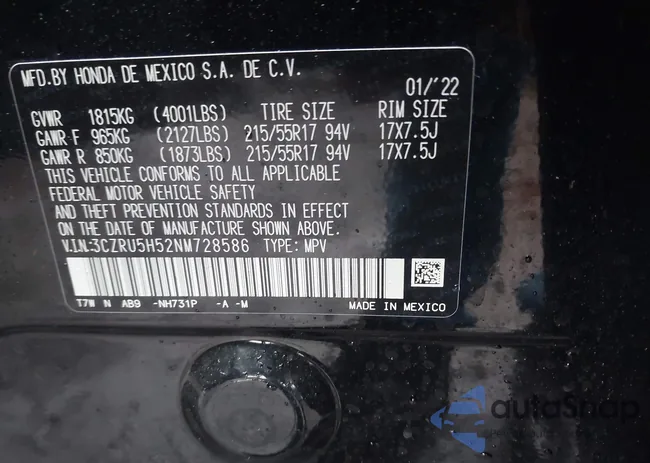 MFD.BY HONDA DE MEXICO S.A. DE C.V.
01/'22
GVWR 1815KG (4001LBS) TIRE SIZE RIM SIZE
GAWR F 965KG (2127LBS) 215/55R17 94V 17X7.5J
GAWR R 850KG (1873LBS) 215/55R17 94V 17X7.5J
THIS VEHICLE CONFORMS TO ALL APPLICABLE
FEDERAL MOTOR VEHICLE SAFETY
AND THEFT PREVENTION STANDARDS IN EFFECT
ON THE DATE OF MANUFACTURE SHOWN ABOVE.
V.I.N:3CZRU5H52NM728586 TYPE: MPV
T7W N AB9 -NH731P -A -M MADE IN MEXICO
autoSnap